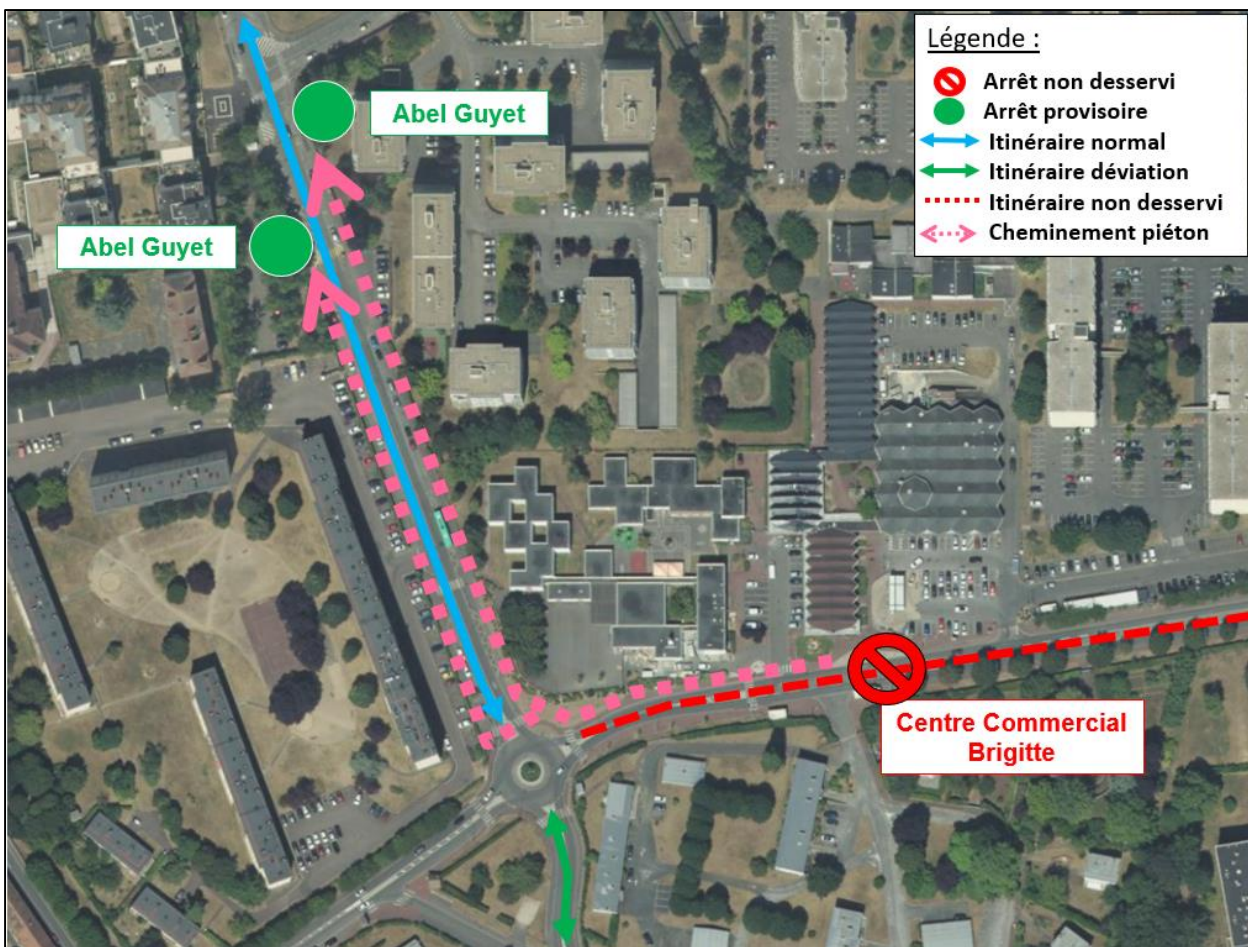 Légende :
Arrêt non desservi
Arrêt provisoire
Itinéraire normal
Itinéraire déviation
Itinéraire non desservi
Cheminement piéton
Abel Guyet
Abel Guyet
Centre Commercial
Brigitte